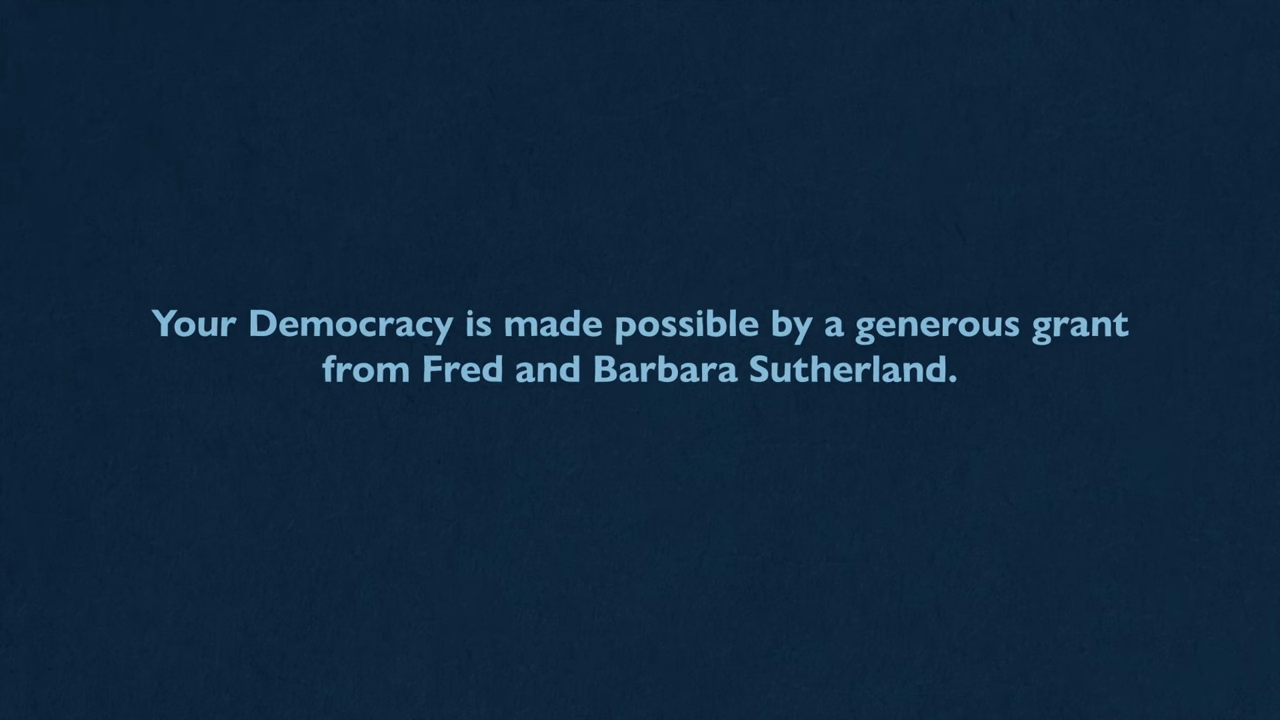 Your Democracy is made possible by a generous grant
from Fred and Barbara Sutherland.